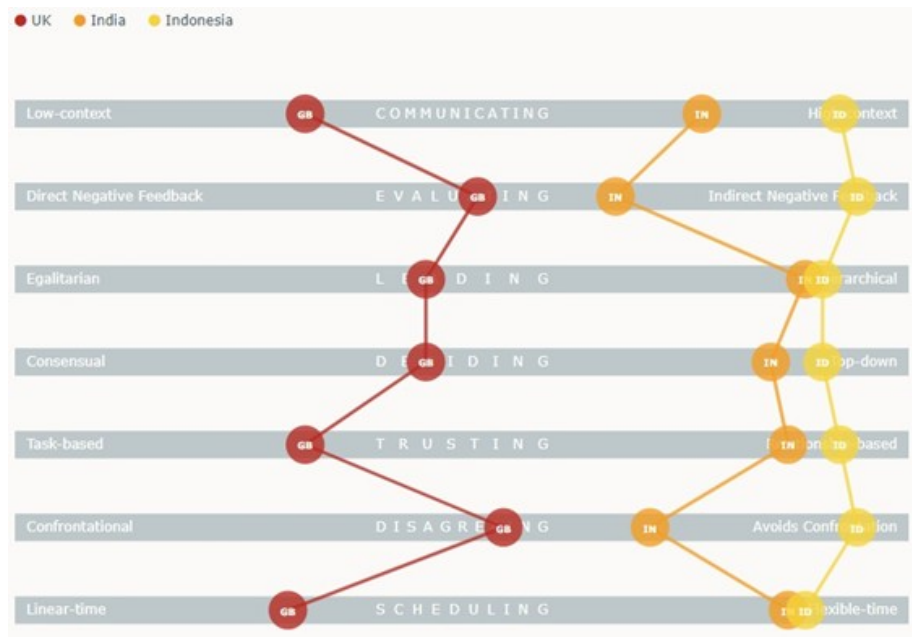 UK India Indonesia
Low-context GB COMMUNICATING IN ID
Direct Negative Feedback GB IN Indirect Negative ID
Egalitarian GB IN ID
Consensual GB IN ID
Task-based GB TRUSTING IN ID
Confrontational GB IN Avoids ID
Linear-time GB SCHEDULING IN ID